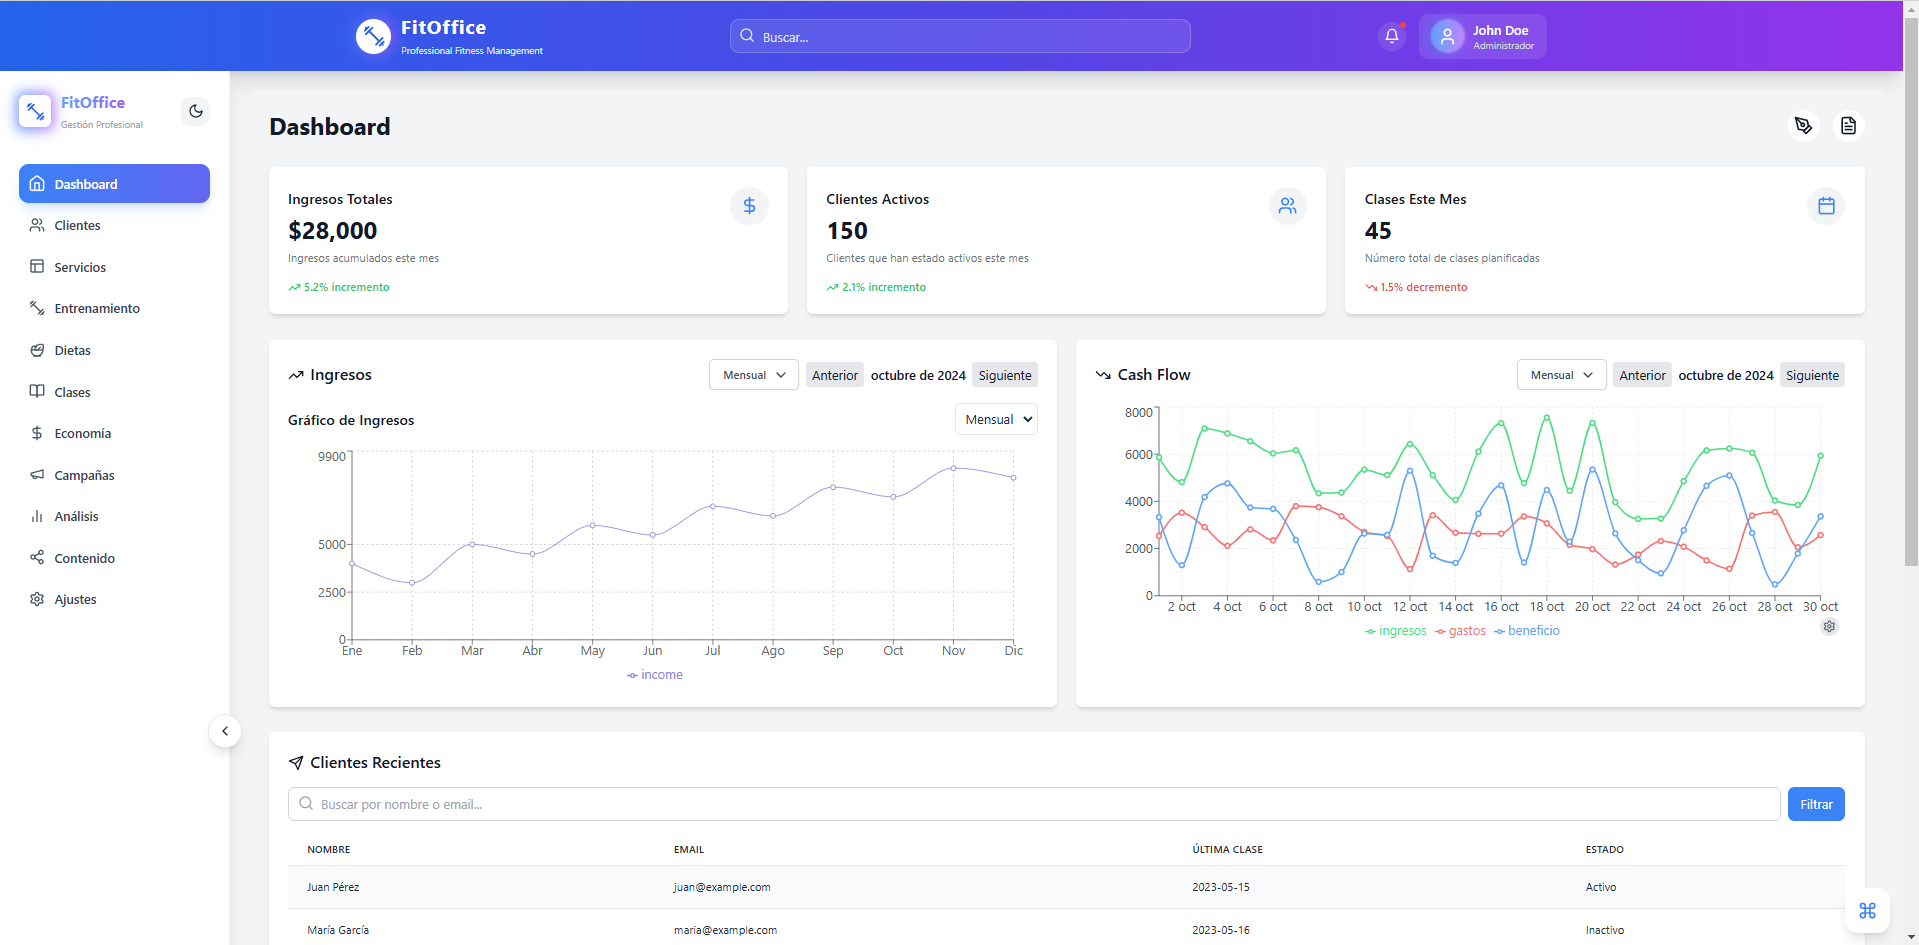 FitOffice
Professional Fitness Management
Buscar...
John Doe
Administrador
FitOffice
Gestión Profesional
Dashboard
Clientes
Servicios
Entrenamiento
Dietas
Clases
Economía
Campañas
Análisis
Contenido
Ajustes
Dashboard
Ingresos Totales
$28,000
Ingresos acumulados este mes
5.2% incremento
Clientes Activos
150
Clientes que han estado activos este mes
2.1% incremento
Clases Este Mes
45
Número total de clases planificadas
1.5% decremento
Ingresos
Mensual
Anterior
octubre de 2024
Siguiente
Gráfico de Ingresos
Mensual
9900
5000
2500
0
Ene Feb Mar Abr May Jun Jul Ago Sep Oct Nov Dic
income
Cash Flow
Mensual
Anterior
octubre de 2024
Siguiente
8000
6000
4000
2000
0
2 oct 4 oct 6 oct 8 oct 10 oct 12 oct 14 oct 16 oct 18 oct 20 oct 22 oct 24 oct 26 oct 28 oct 30 oct
ingresos gastos beneficio
Clientes Recientes
Buscar por nombre o email...
Filtrar
NOMBRE EMAIL ÚLTIMA CLASE ESTADO
Juan Pérez juan@example.com 2023-05-15 Activo
María García maria@example.com 2023-05-16 Inactivo